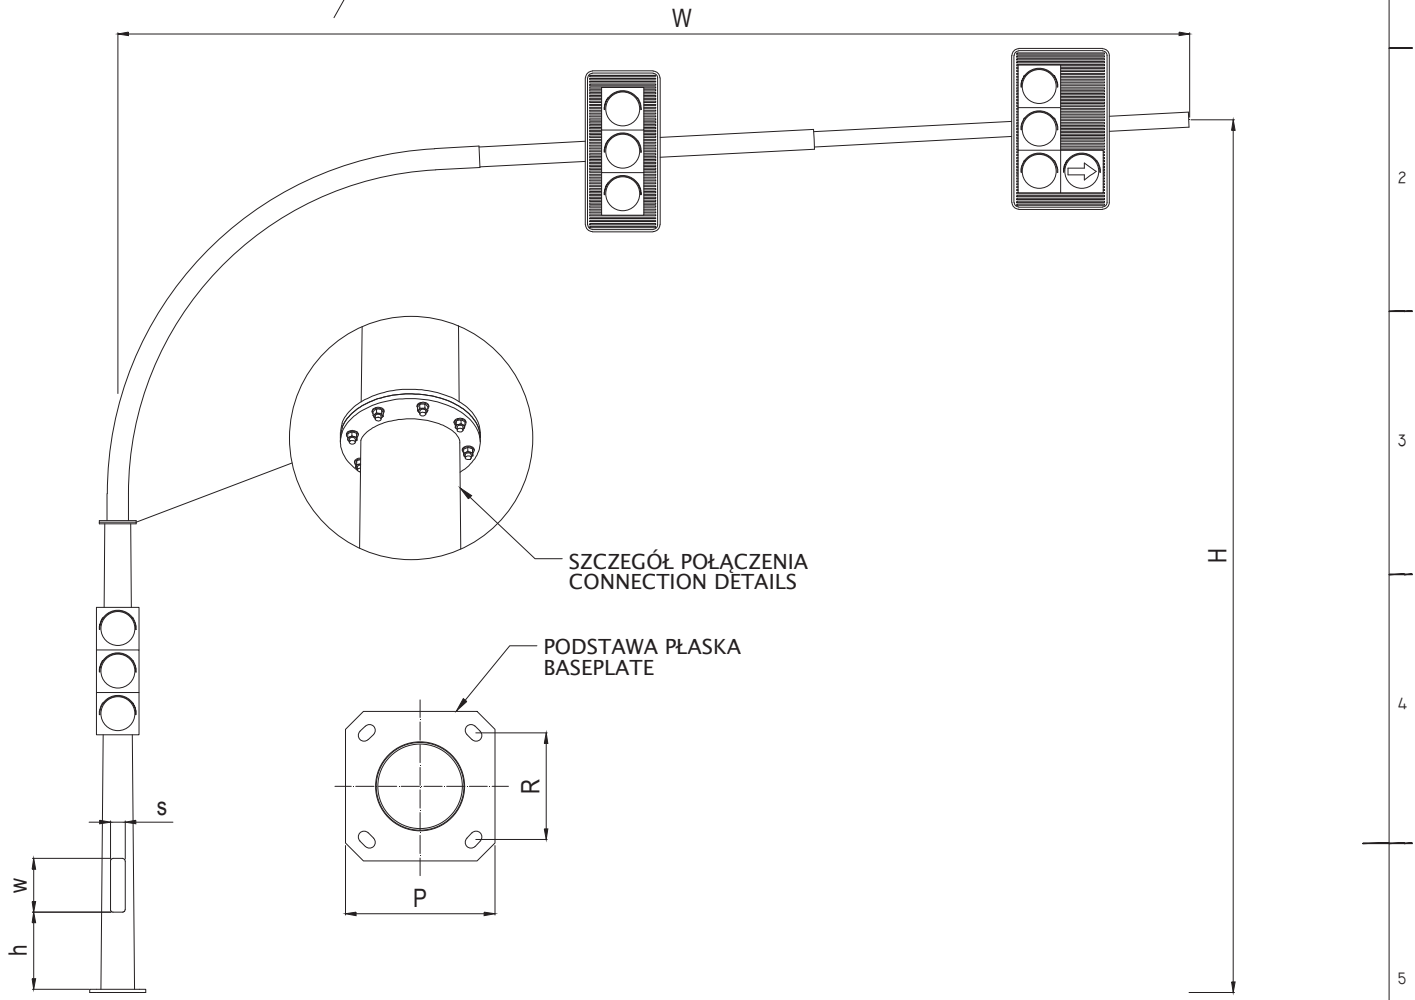 W
2
3
H
SZCZEGÓŁ POŁĄCZENIA
CONNECTION DETAILS
PODSTAWA PŁASKA
BASEPLATE
4
R
s
w
P
h
5